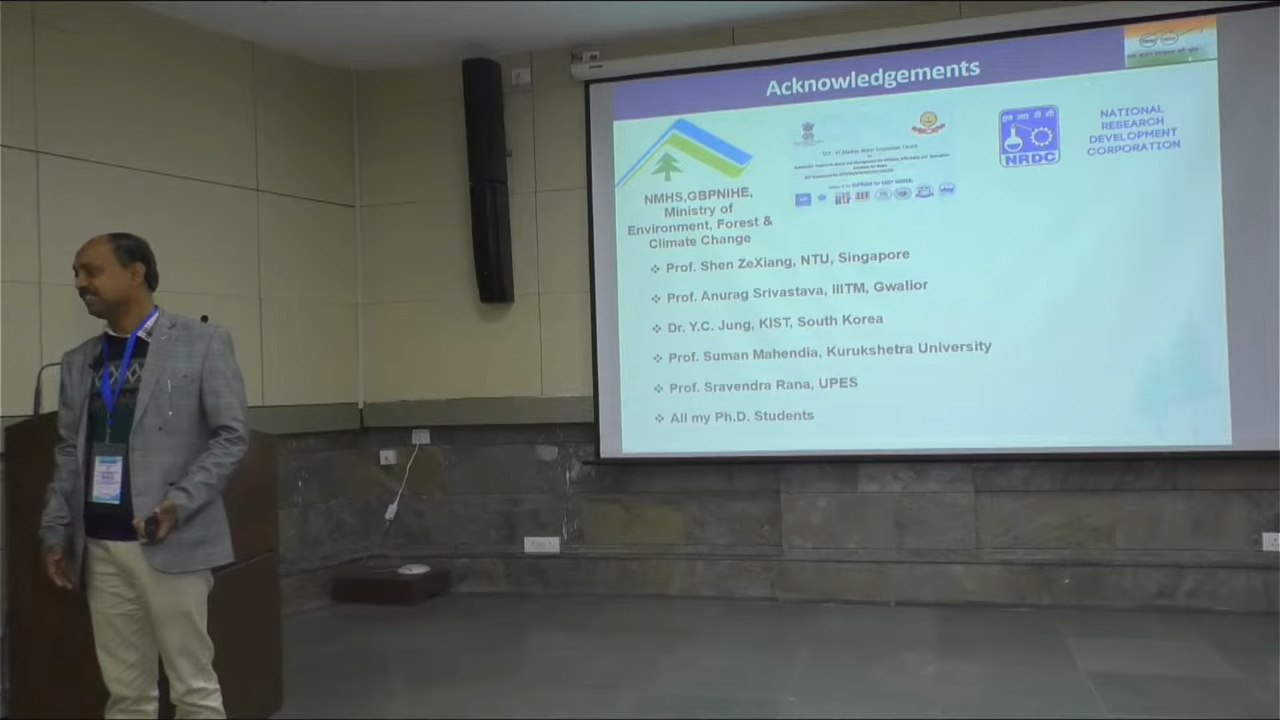 Acknowledgements
NMHS,GBPNIHE,
Ministry of
Environment, Forest &
Climate Change
एन आर डी सी
NRDC
NATIONAL
RESEARCH
DEVELOPMENT
CORPORATION
❖ Prof. Shen ZeXiang, NTU, Singapore
❖ Prof. Anurag Srivastava, IIITM, Gwalior
❖ Dr. Y.C. Jung, KIST, South Korea
❖ Prof. Suman Mahendia, Kurukshetra University
❖ Prof. Sravendra Rana, UPES
❖ All my Ph.D. Students